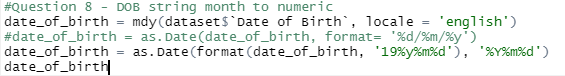 #Question 8 - DOB string month to numeric
date_of_birth = mdy(dataset$`Date of Birth`, locale = 'english')
#date_of_birth = as.Date(date_of_birth, format= '%d/%m/%y')
date_of_birth = as.Date(format(date_of_birth, '19%y%m%d'), '%Y%m%d')
date_of_birth